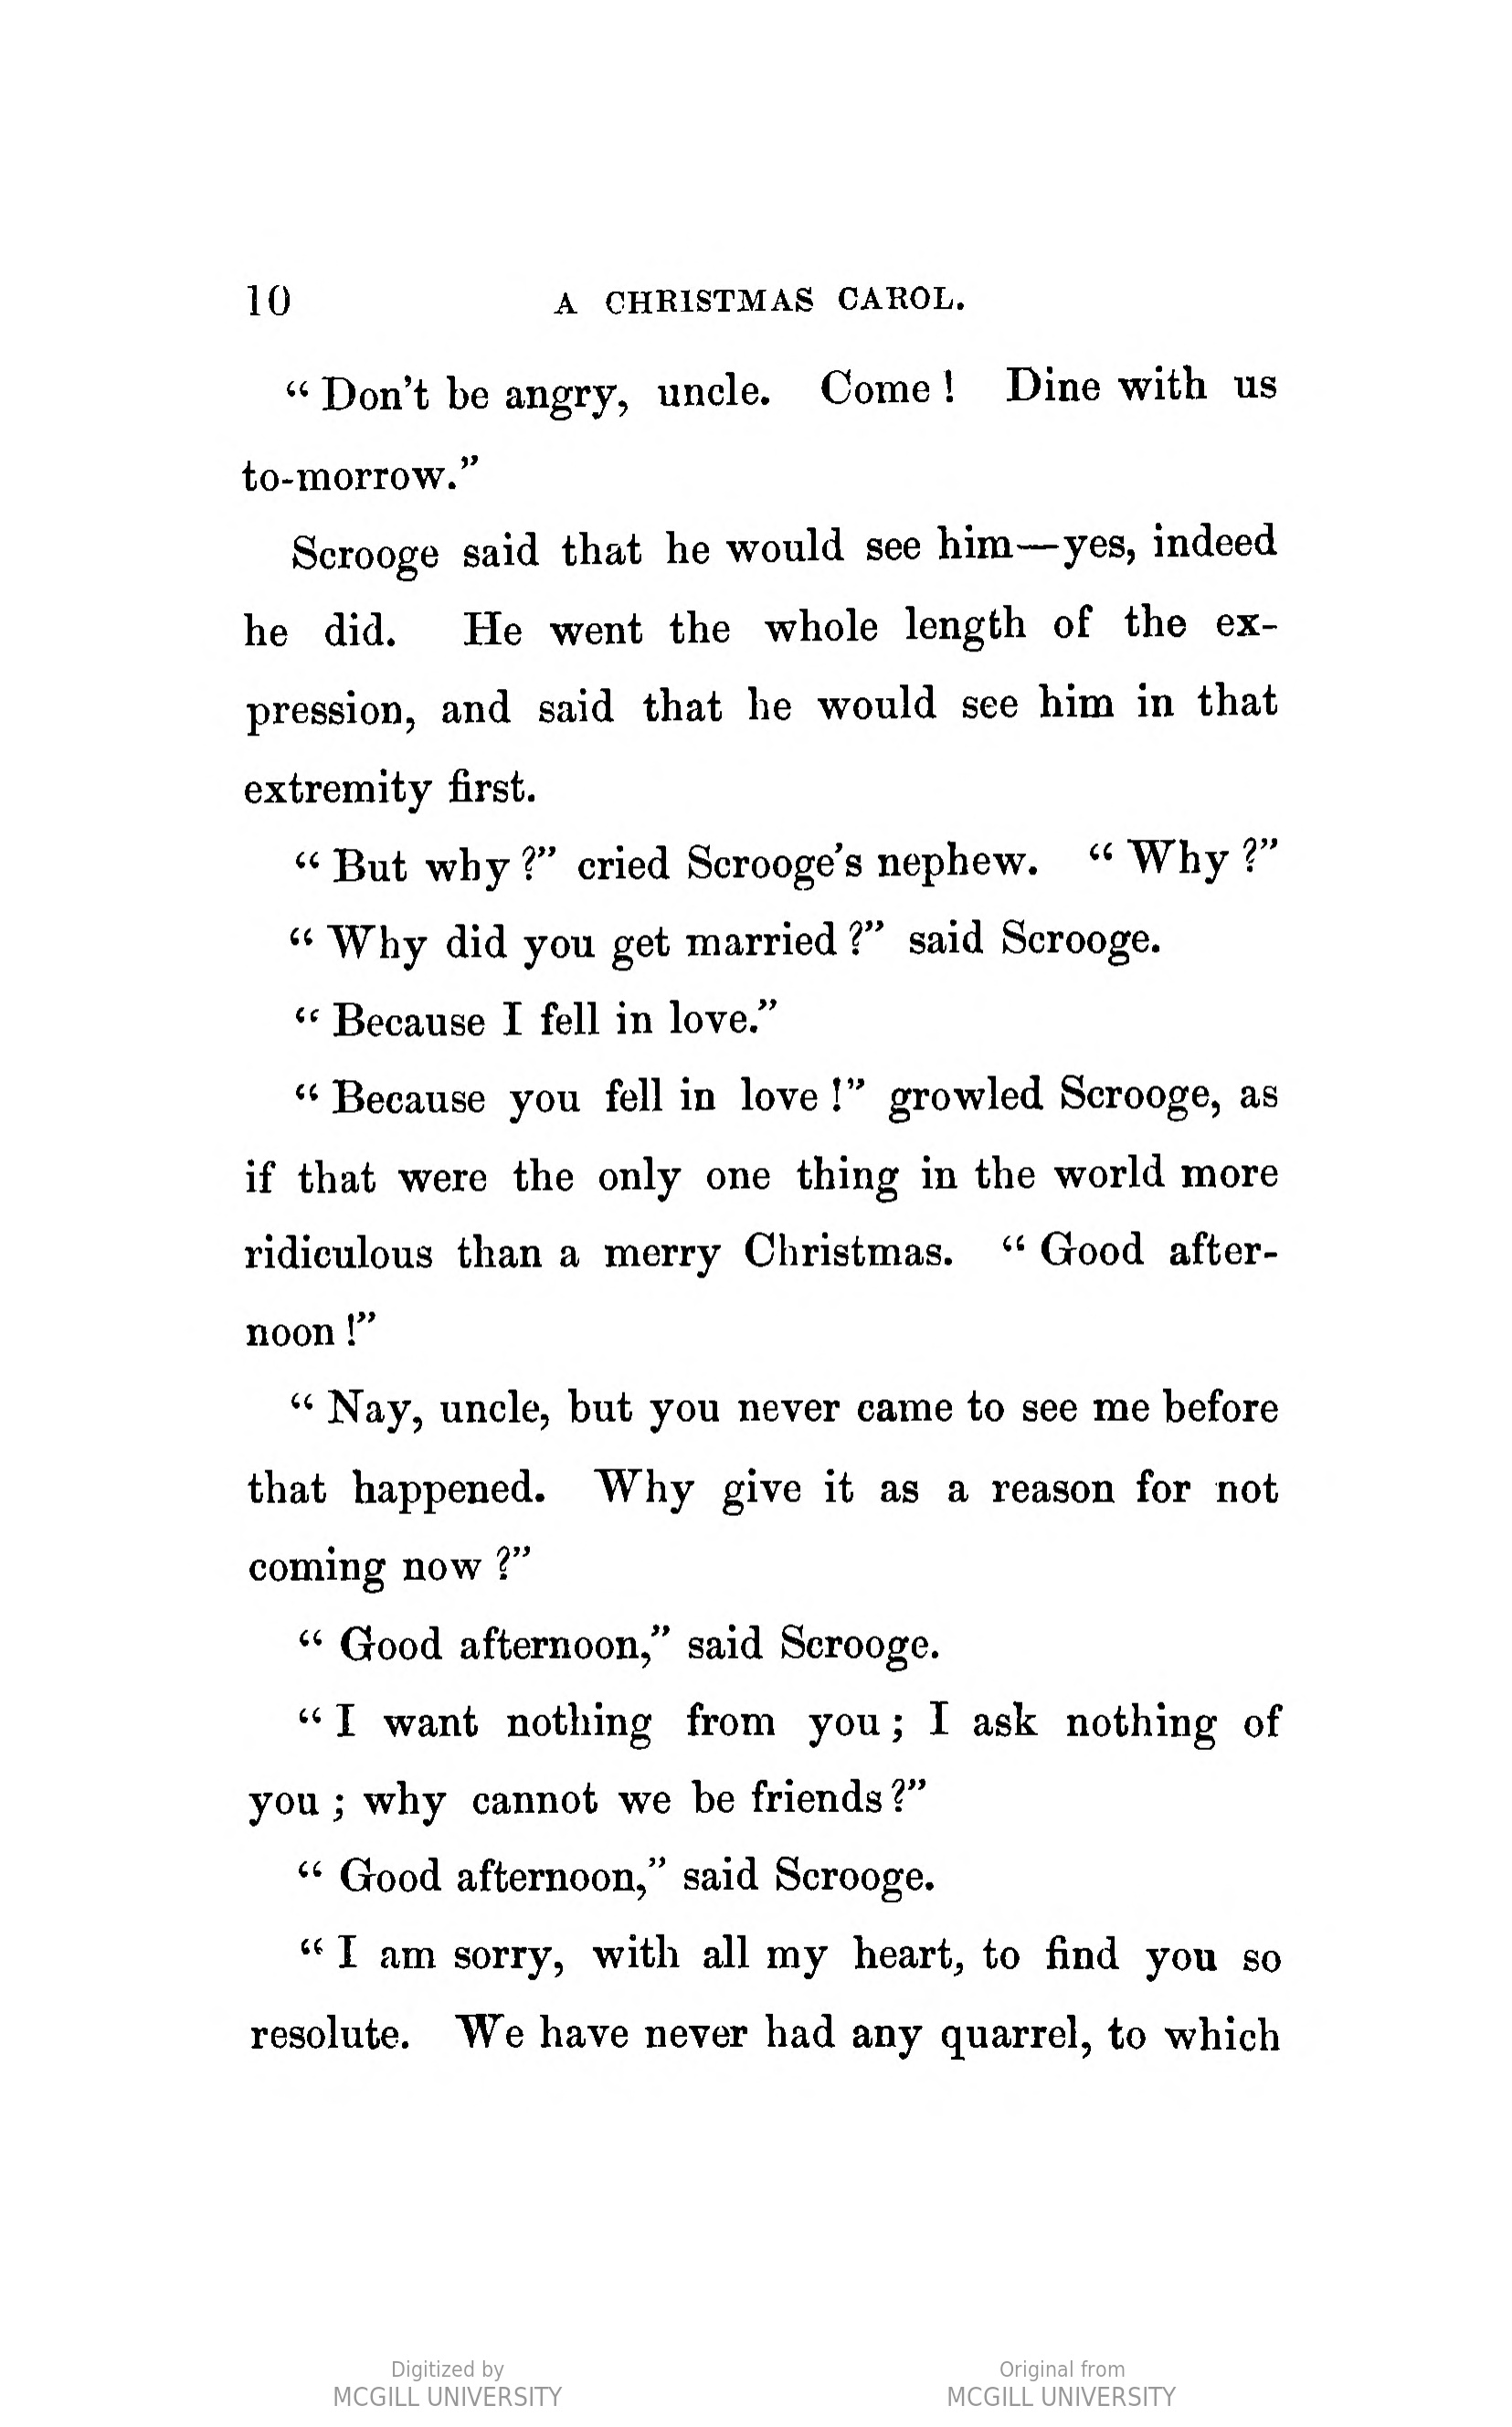 10 A CHRISTMAS CAROL.
“ Don’t be angry, uncle. Come ! Dine with us
to-morrow.”
Scrooge said that he would see him—yes, indeed
he did. He went the whole length of the ex-
pression, and said that he would see him in that
extremity first.
“ But why ?” cried Scrooge’s nephew. “ Why ?”
“ Why did you get married ?” said Scrooge.
“ Because I fell in love.”
“ Because you fell in love !” growled Scrooge, as
if that were the only one thing in the world more
ridiculous than a merry Christmas. “ Good after-
noon !”
“ Nay, uncle, but you never came to see me before
that happened. Why give it as a reason for not
coming now ?”
“ Good afternoon,” said Scrooge.
“ I want nothing from you ; I ask nothing of
you ; why cannot we be friends ?”
“ Good afternoon,” said Scrooge.
“ I am sorry, with all my heart, to find you so
resolute. We have never had any quarrel, to which
Digitized by Original from
MCGILL UNIVERSITY MCGILL UNIVERSITY